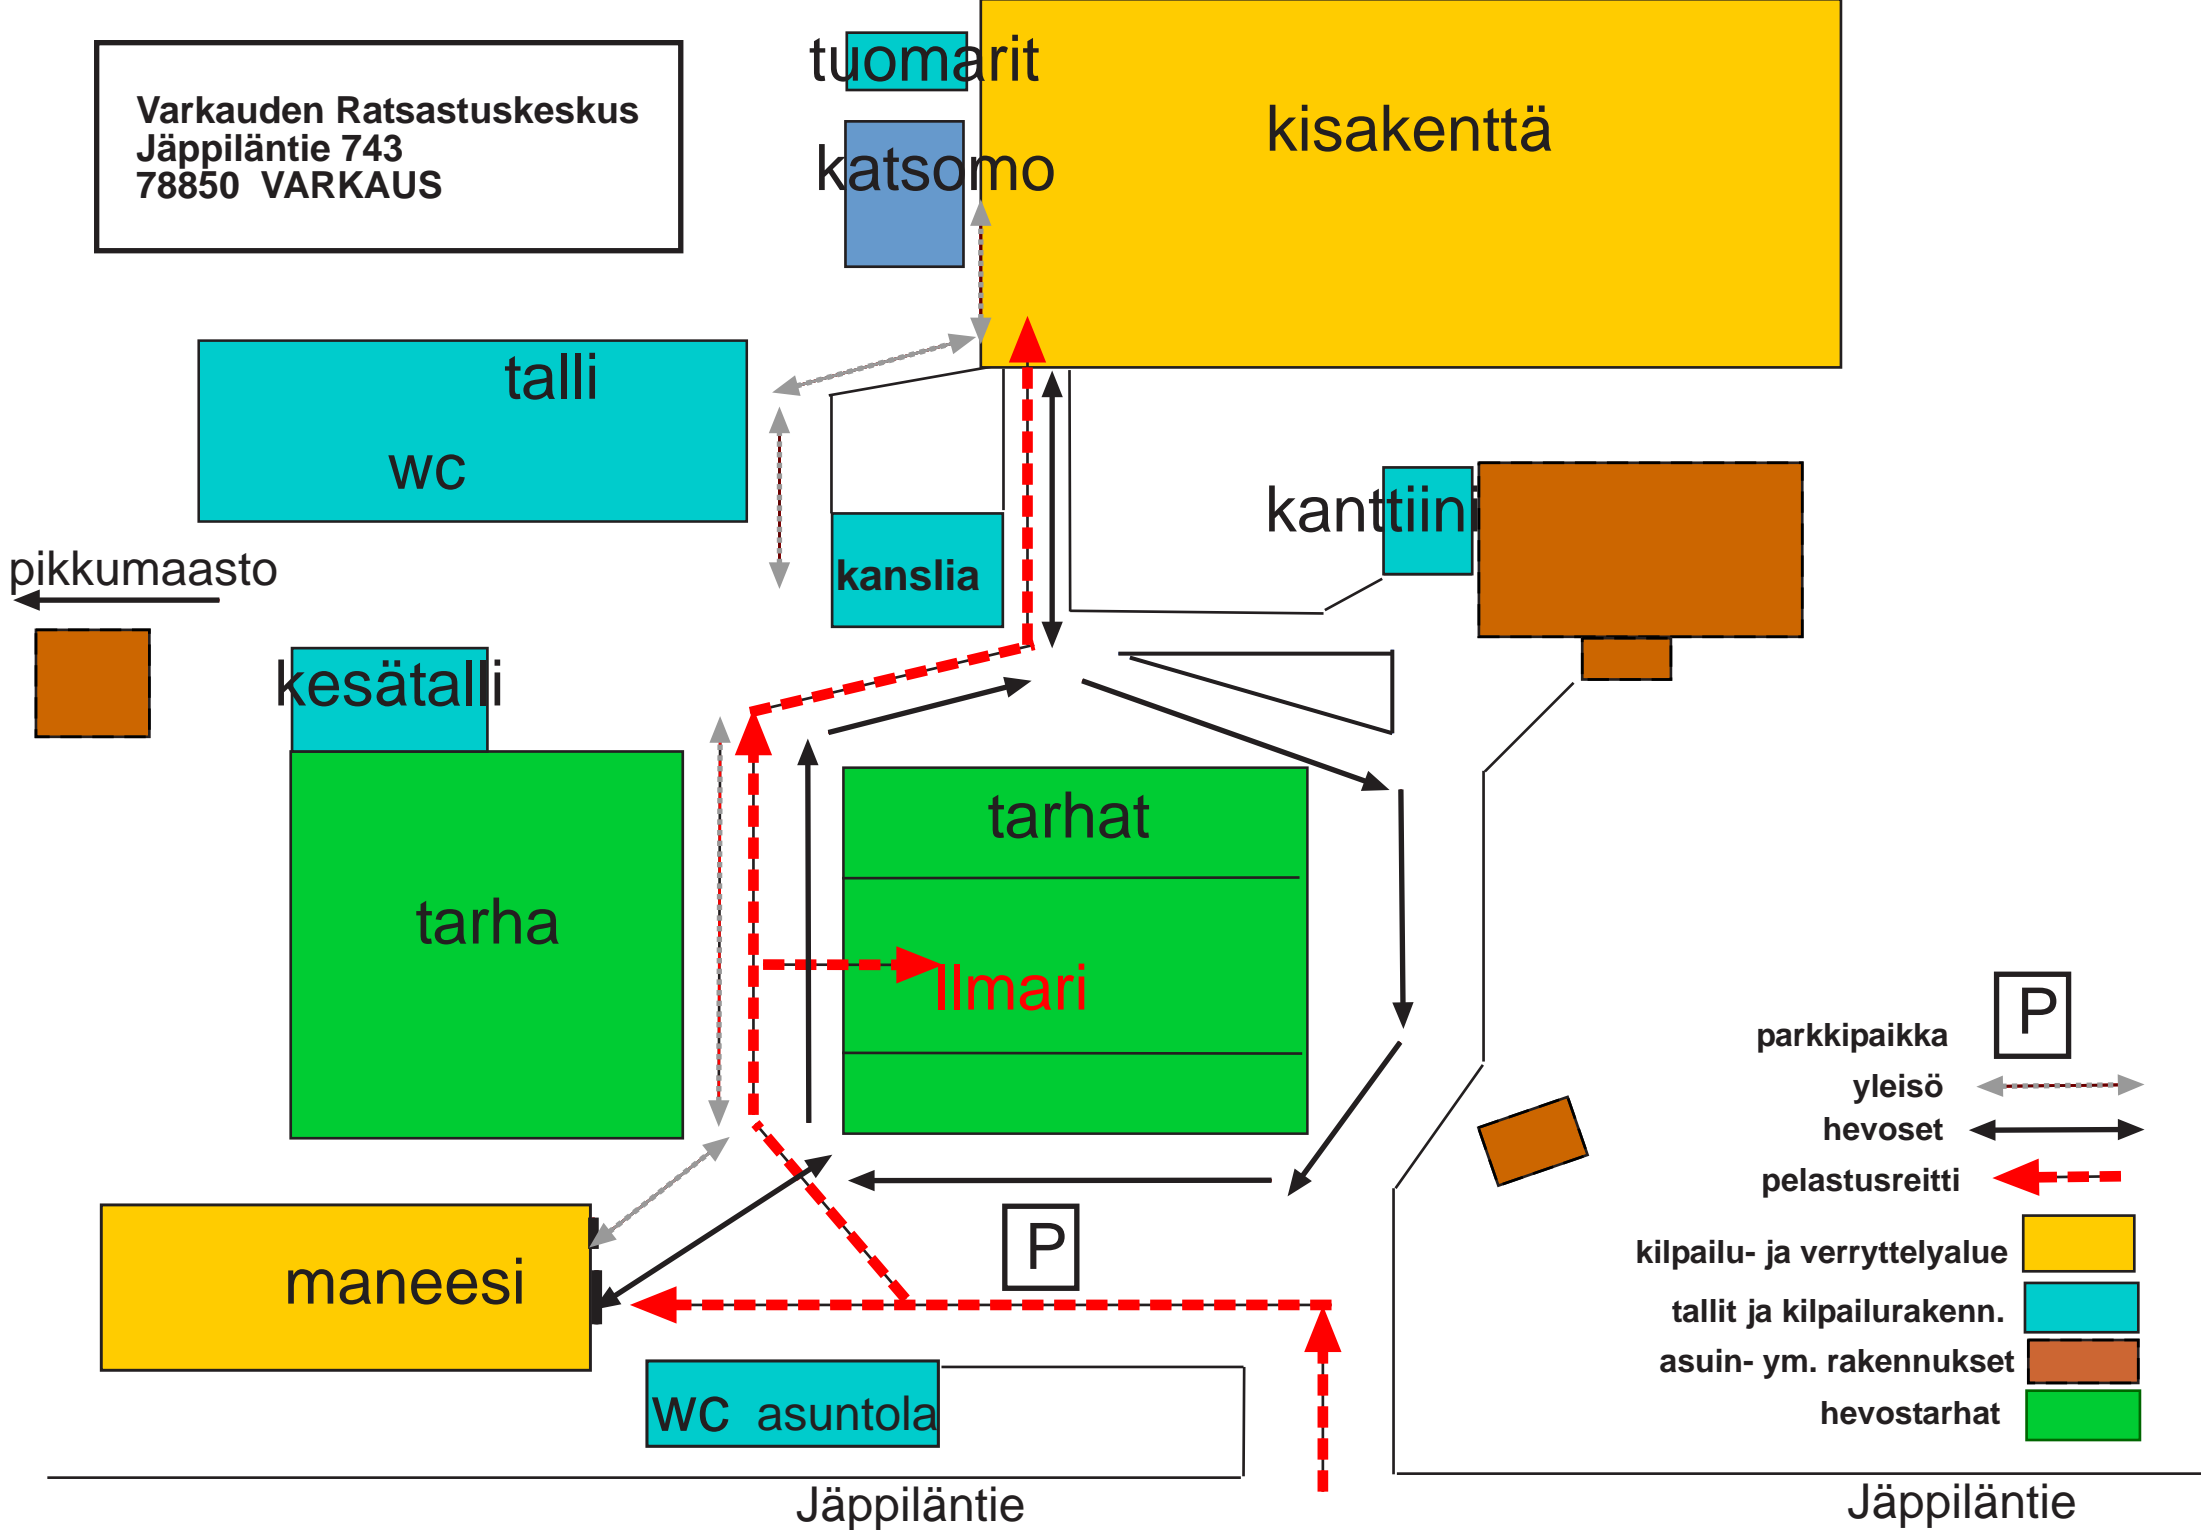 Varkauden Ratsastuskeskus
Jäppiläntie 743
78850 VARKAUS
tuomarit
katsomo
kisakenttä
talli
wc
kanslia
kanttiini
pikkumaasto
kesätalli
tarha
tarhat
Ilmari
maneesi
P
wc asuntola
P
parkkipaikka
yleisö
hevoset
pelastusreitti
kilpailu- ja verryttelyalue
tallit ja kilpailurakenn.
asuin- ym. rakennukset
hevostarhat
Jäppiläntie
Jäppiläntie